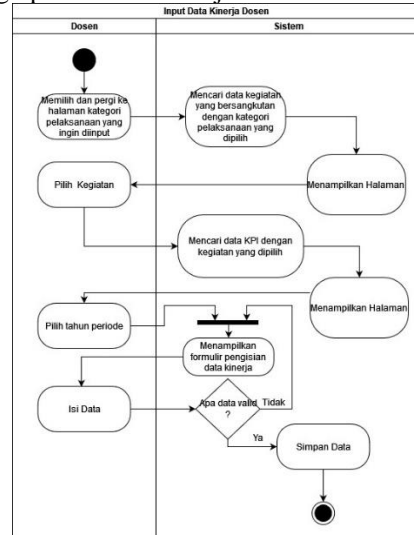 Input Data Kinerja Dosen
Dosen
Sistem
Memilih dan pergi ke
halaman kategori
pelaksanaan yang
ingin diinput
Mencari data kegiatan
yang bersangkutan
dengan kategori
pelaksanaan yang
dipilih
Menampilkan Halaman
Pilih Kegiatan
Mencari data KPI dengan
kegiatan yang dipilih
Menampilkan Halaman
Pilih tahun periode
Menampilkan
formulir pengisian
data kinerja
Isi Data
Apa data valid
?
Tidak
Ya
Simpan Data